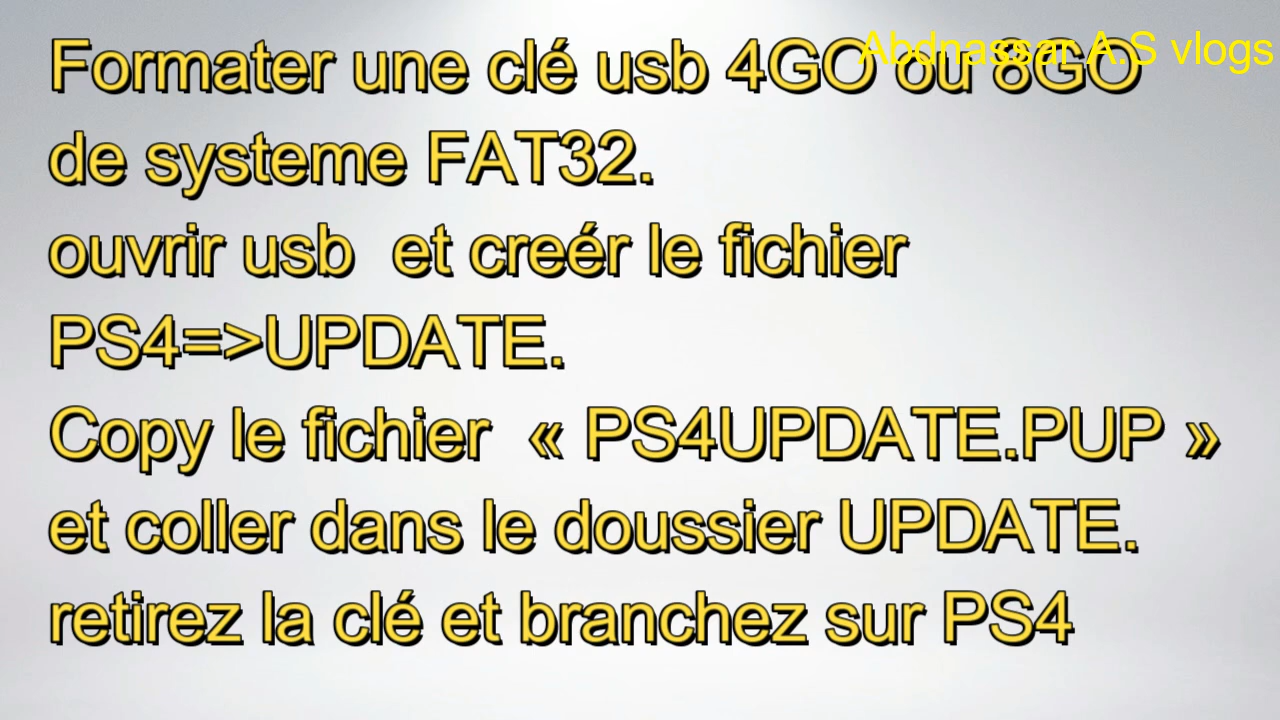 Formater une clé usb 4GO ou 8GO
Abdnassar A.S vlogs
de systeme FAT32.
ouvrir usb et creér le fichier
PS4=>UPDATE.
Copy le fichier « PS4UPDATE.PUP »
et coller dans le doussier UPDATE.
retirez la clé et branchez sur PS4